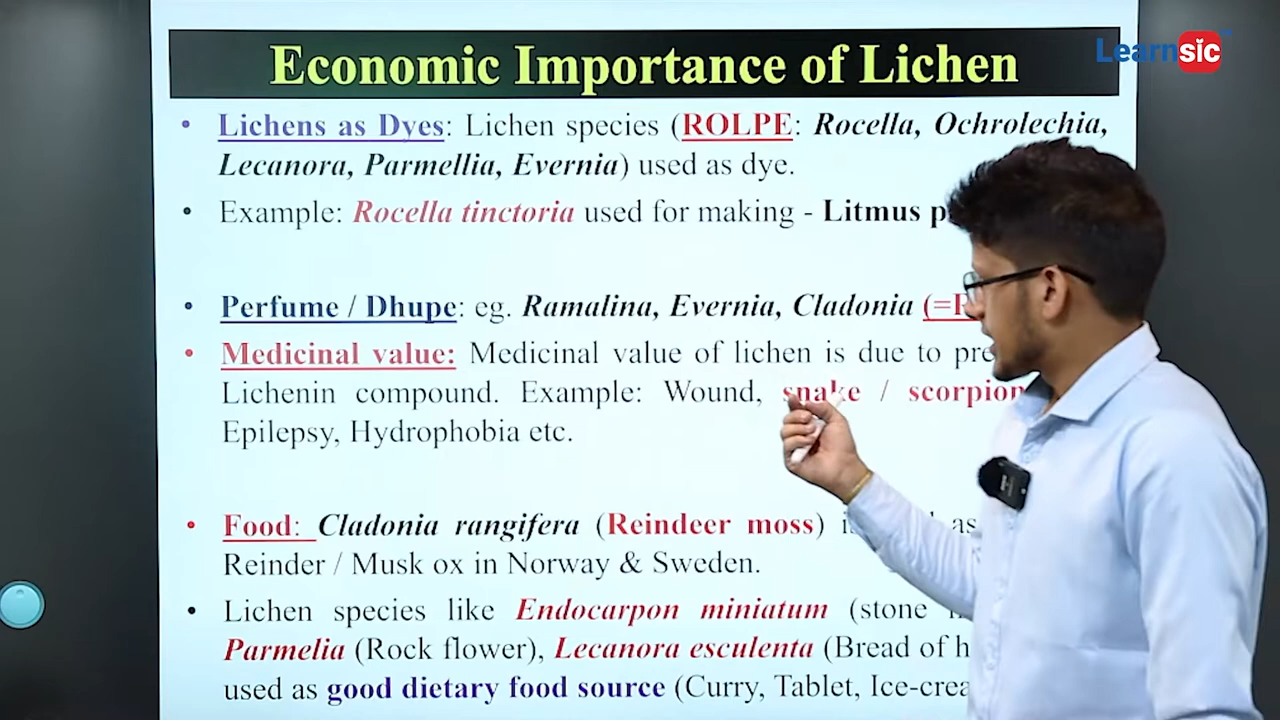 Economic Importance of Lichen
Learnsic
• Lichens as Dyes: Lichen species (ROLPE: Rocella, Ochrolechia,
Lecanora, Parmellia, Evernia) used as dye.
• Example: Rocella tinctoria used for making - Litmus
• Perfume / Dhupe: eg. Ramalina, Evernia, Cladonia
• Medicinal value: Medicinal value of lichen is due to
Lichenin compound. Example: Wound, snake / scorpion
Epilepsy, Hydrophobia etc.
• Food: Cladonia rangifera (Reindeer moss) as
Reinder / Musk ox in Norway & Sweden.
• Lichen species like Endocarpon miniatum (stone
Parmelia (Rock flower), Lecanora esculenta (Bread of
used as good dietary food source (Curry, Tablet,